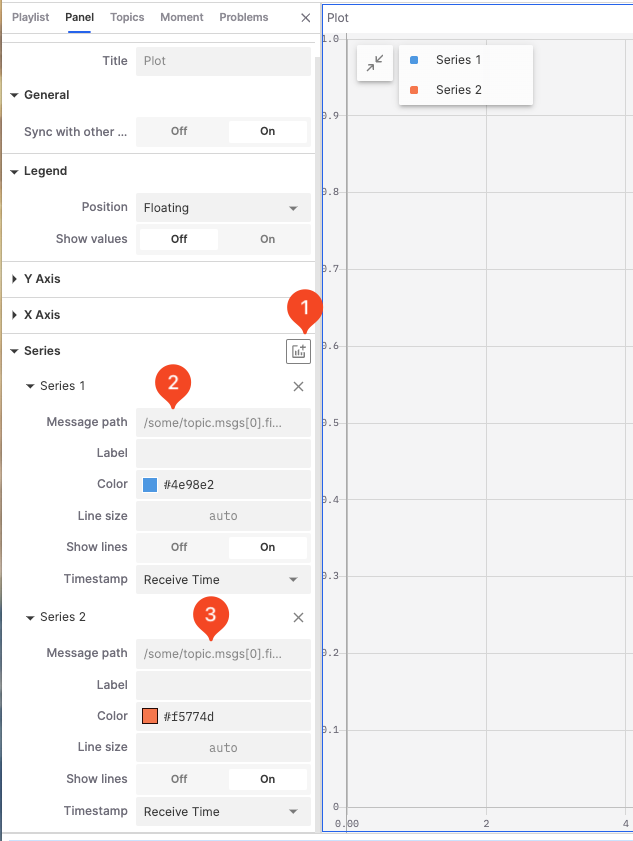 Playlist Panel Topics Moment Problems
Title Plot
General
Sync with other ... Off On
Legend
Position Floating
Show values Off On
Y Axis
X Axis
1
Series
Series 1
2
Message path /some/topic.msgs[0].fi...
Label
Color #4e98e2
Line size auto
Show lines Off On
Timestamp Receive Time
Series 2
3
Message path /some/topic.msgs[0].fi...
Label
Color #f5774d
Line size auto
Show lines Off On
Timestamp Receive Time
Plot
Series 1
Series 2
1.0
0.9
0.8
0.7
0.6
0.5
0.4
0.3
0.2
0.1
0
0.00 2 4